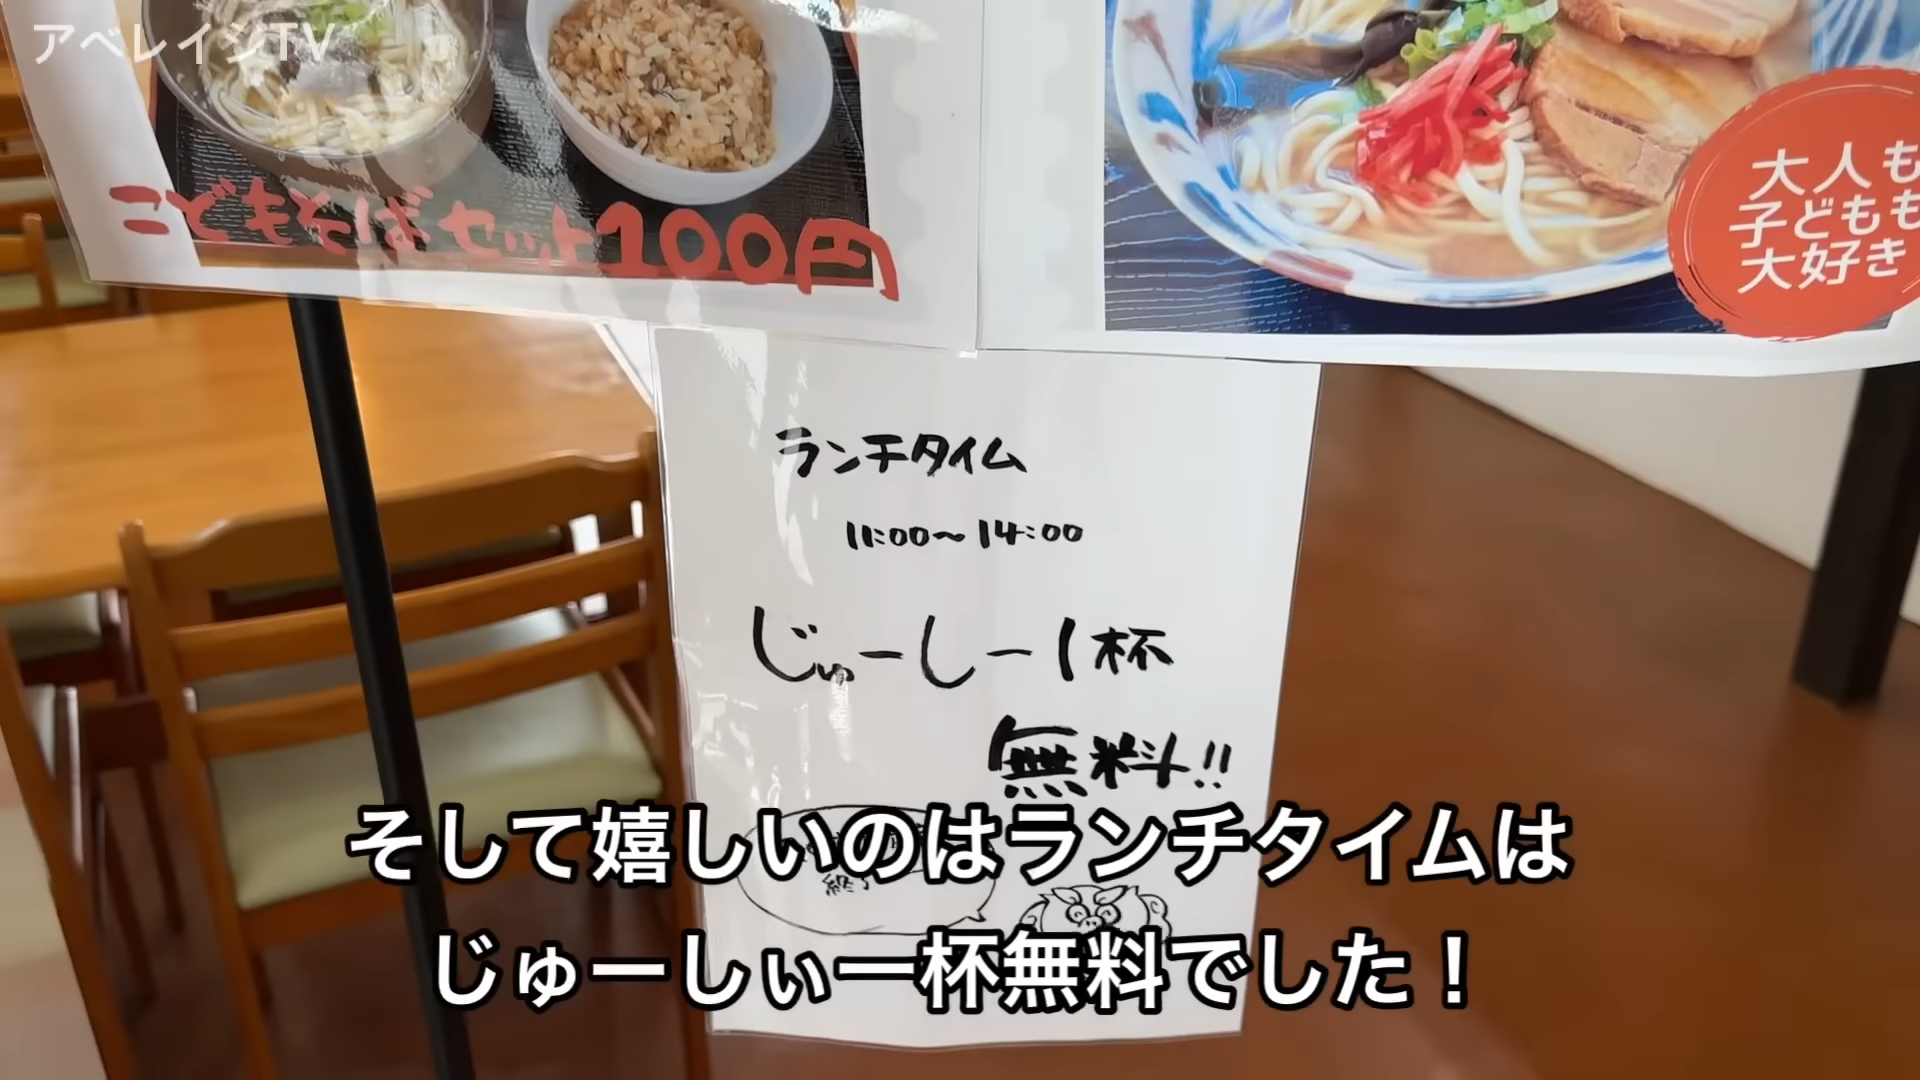 アベレイジTV
こどもそばセット100円
大人も
子どもも
大好き
ランチタイム
11:00〜14:00
じゅーしー1杯
無料!!
終了
そして嬉しいのはランチタイムは
じゅーしぃ一杯無料でした！